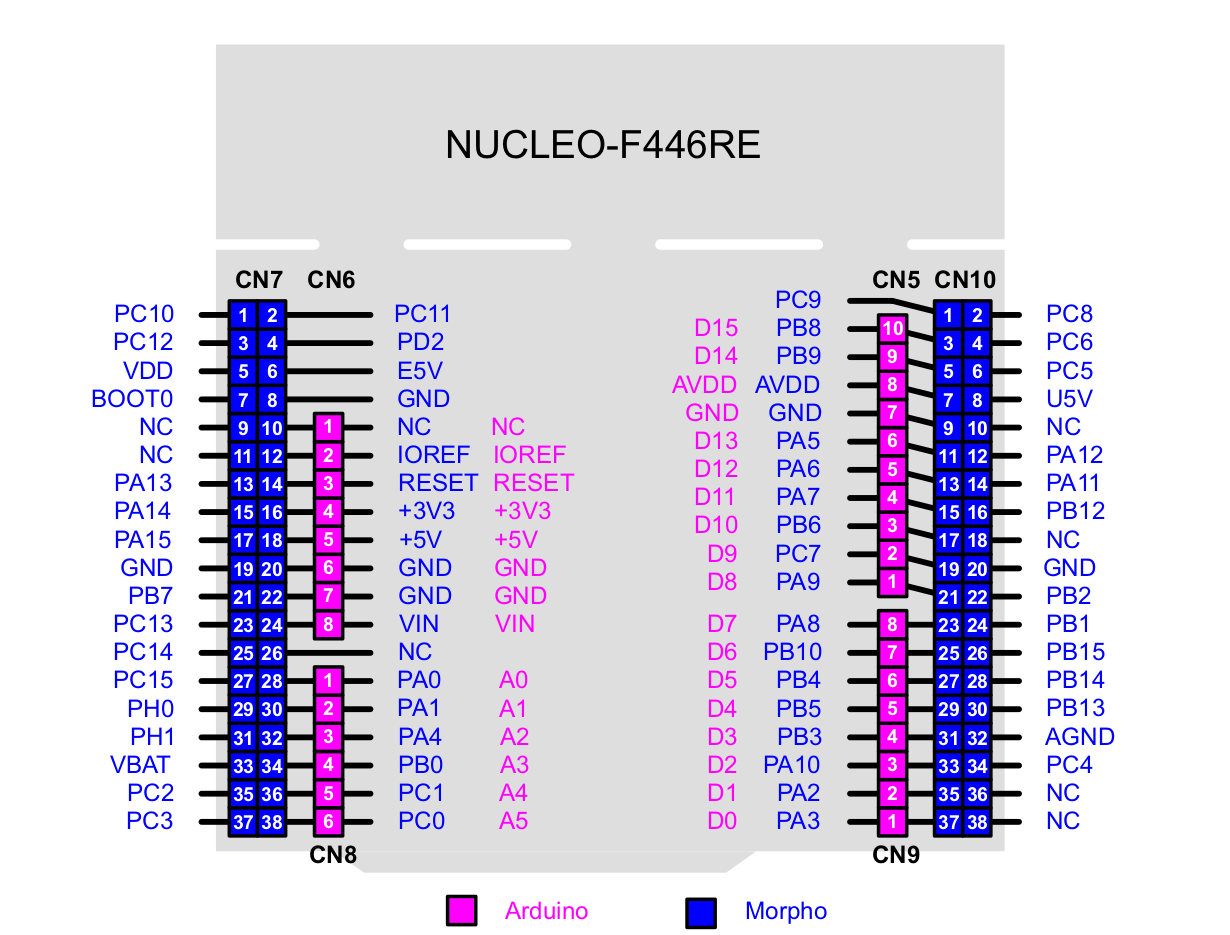 NUCLEO-F446RE
CN7 CN6 CN5 CN10
PC9
PC10 1 2 PC11 1 2 PC8
D15 PB8 10
PC12 3 4 PD2 3 4 PC6
D14 PB9 9
VDD 5 6 E5V 5 6 PC5
AVDD AVDD 8
BOOT0 7 8 GND 7 8 U5V
GND GND 7
NC 9 10 1 NC NC 9 10 NC
D13 PA5 6
NC 11 12 2 IOREF IOREF 11 12 PA12
D12 PA6 5
PA13 13 14 3 RESET RESET 13 14 PA11
D11 PA7 4
PA14 15 16 4 +3V3 +3V3 15 16 PB12
D10 PB6 3
PA15 17 18 5 +5V +5V 17 18 NC
D9 PC7 2
GND 19 20 6 GND GND 19 20 GND
D8 PA9 1
PB7 21 22 7 GND GND 21 22 PB2
PC13 23 24 8 VIN VIN D7 PA8 8 23 24 PB1
PC14 25 26 NC D6 PB10 7 25 26 PB15
PC15 27 28 1 PA0 A0 D5 PB4 6 27 28 PB14
PH0 29 30 2 PA1 A1 D4 PB5 5 29 30 PB13
PH1 31 32 3 PA4 A2 D3 PB3 4 31 32 AGND
VBAT 33 34 4 PB0 A3 D2 PA10 3 33 34 PC4
PC2 35 36 5 PC1 A4 D1 PA2 2 35 36 NC
PC3 37 38 6 PC0 A5 D0 PA3 1 37 38 NC
CN8 CN9
Arduino Morpho